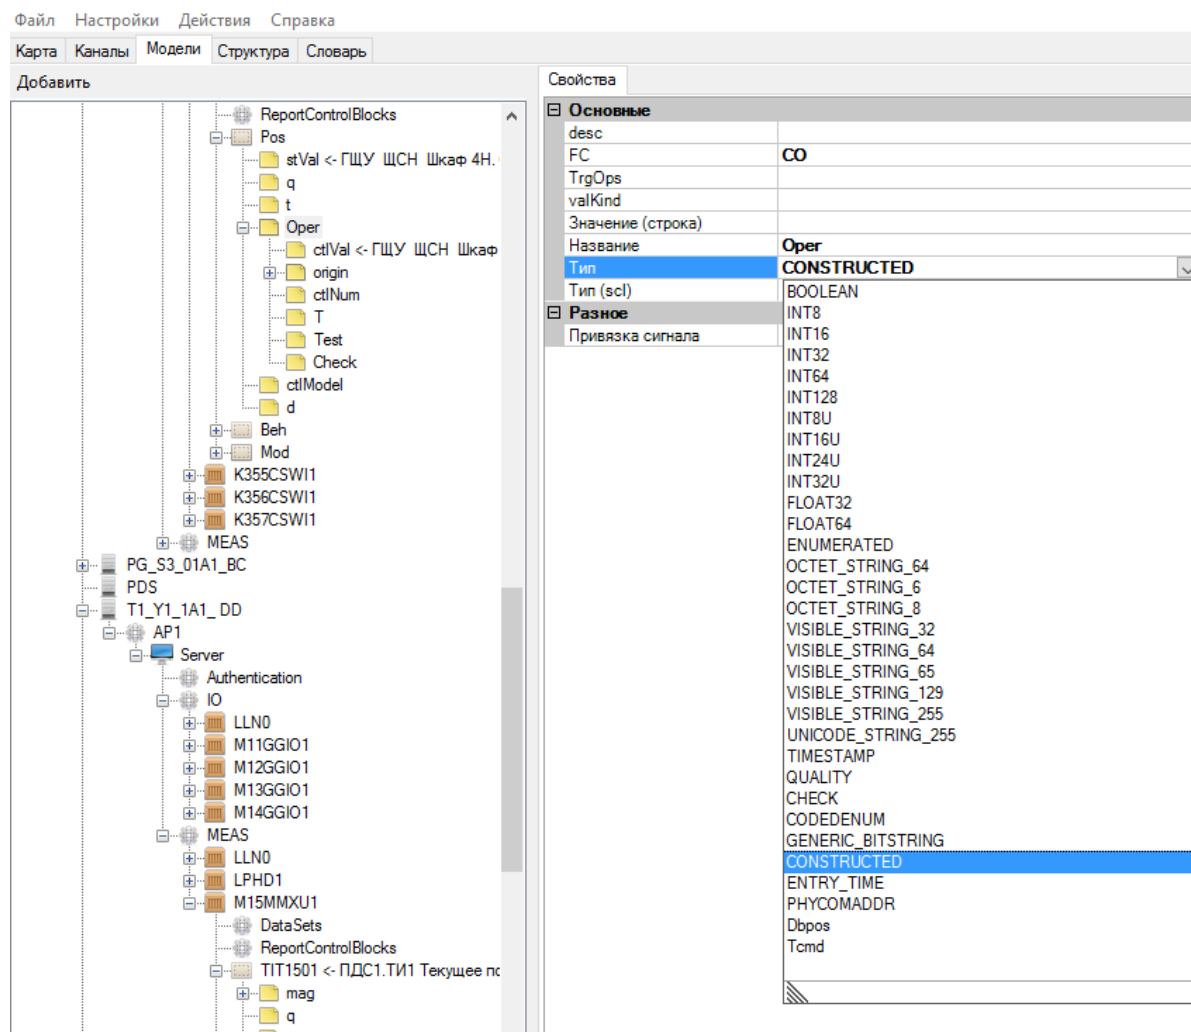 Файл Настройки Действия Справка
Карта Каналы Модели Структура Словарь
Добавить
ReportControlBlocks
Pos
stVal <- ГЩУ ЩСН Шкаф 4Н.
q
t
Oper
ctlVal <- ГЩУ ЩСН Шкаф
origin
ctlNum
T
Test
Check
ctlModel
d
Beh
Mod
K355CSWI1
K356CSWI1
K357CSWI1
MEAS
PG_S3_01A1_BC
PDS
T1_Y1_1A1_DD
AP1
Server
Authentication
IO
LLN0
M11GGIO1
M12GGIO1
M13GGIO1
M14GGIO1
MEAS
LLN0
LPHD1
M15MMXU1
DataSets
ReportControlBlocks
TIT1501 <- ПДС1.ТИ1 Текущее по
mag
q
Свойства
Основные
desc
FC CO
TrgOps
valKind
Значение (строка)
Название Oper
Тип CONSTRUCTED
Тип (scl)
Разное
Привязка сигнала
BOOLEAN
INT8
INT16
INT32
INT64
INT128
INT8U
INT16U
INT24U
INT32U
FLOAT32
FLOAT64
ENUMERATED
OCTET_STRING_64
OCTET_STRING_6
OCTET_STRING_8
VISIBLE_STRING_32
VISIBLE_STRING_64
VISIBLE_STRING_65
VISIBLE_STRING_129
VISIBLE_STRING_255
UNICODE_STRING_255
TIMESTAMP
QUALITY
CHECK
CODEDENUM
GENERIC_BITSTRING
CONSTRUCTED
ENTRY_TIME
PHYCOMADDR
Dbpos
Tcmd